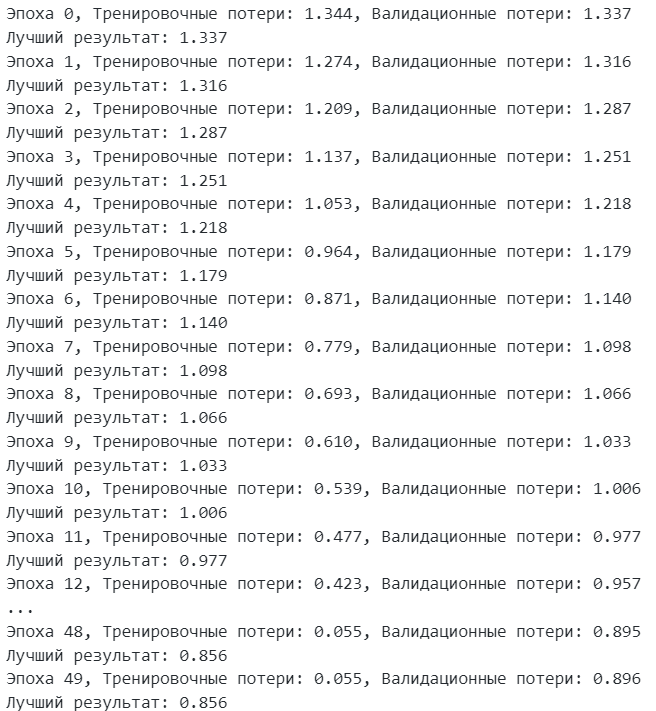 Эпоха 0, Тренировочные потери: 1.344, Валидационные потери: 1.337
Лучший результат: 1.337
Эпоха 1, Тренировочные потери: 1.274, Валидационные потери: 1.316
Лучший результат: 1.316
Эпоха 2, Тренировочные потери: 1.209, Валидационные потери: 1.287
Лучший результат: 1.287
Эпоха 3, Тренировочные потери: 1.137, Валидационные потери: 1.251
Лучший результат: 1.251
Эпоха 4, Тренировочные потери: 1.053, Валидационные потери: 1.218
Лучший результат: 1.218
Эпоха 5, Тренировочные потери: 0.964, Валидационные потери: 1.179
Лучший результат: 1.179
Эпоха 6, Тренировочные потери: 0.871, Валидационные потери: 1.140
Лучший результат: 1.140
Эпоха 7, Тренировочные потери: 0.779, Валидационные потери: 1.098
Лучший результат: 1.098
Эпоха 8, Тренировочные потери: 0.693, Валидационные потери: 1.066
Лучший результат: 1.066
Эпоха 9, Тренировочные потери: 0.610, Валидационные потери: 1.033
Лучший результат: 1.033
Эпоха 10, Тренировочные потери: 0.539, Валидационные потери: 1.006
Лучший результат: 1.006
Эпоха 11, Тренировочные потери: 0.477, Валидационные потери: 0.977
Лучший результат: 0.977
Эпоха 12, Тренировочные потери: 0.423, Валидационные потери: 0.957
...
Эпоха 48, Тренировочные потери: 0.055, Валидационные потери: 0.895
Лучший результат: 0.856
Эпоха 49, Тренировочные потери: 0.055, Валидационные потери: 0.896
Лучший результат: 0.856